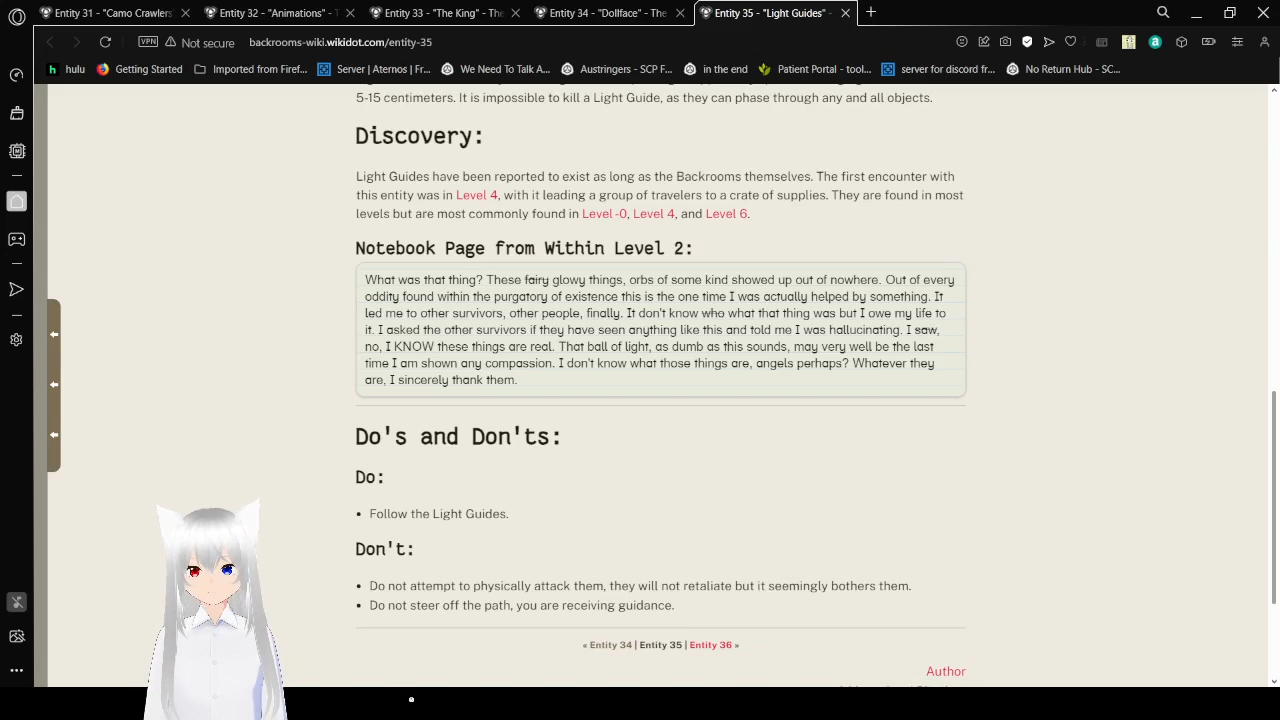 Entity 31 - "Camo Crawlers"
Entity 32 - "Animations" - T
Entity 33 - "The King" - The
Entity 34 - "Dollface" - The
Entity 35 - "Light Guides" -
VPN
Not secure
backrooms-wiki.wikidot.com/entity-35
hulu
Getting Started
Imported from Firef...
Server | Aternos | Fr...
We Need To Talk A...
Austringers - SCP F...
in the end
Patient Portal - tool...
server for discord fr...
No Return Hub - SC...
5-15 centimeters. It is impossible to kill a Light Guide, as they can phase through any and all objects.
Discovery:
Light Guides have been reported to exist as long as the Backrooms themselves. The first encounter with
this entity was in Level 4, with it leading a group of travelers to a crate of supplies. They are found in most
levels but are most commonly found in Level -0, Level 4, and Level 6.
Notebook Page from Within Level 2:
What was that thing? These fairy glowy things, orbs of some kind showed up out of nowhere. Out of every
oddity found within the purgatory of existence this is the one time I was actually helped by something. It
led me to other survivors, other people, finally. It don't know who what that thing was but I owe my life to
it. I asked the other survivors if they have seen anything like this and told me I was hallucinating. I saw,
no, I KNOW these things are real. That ball of light, as dumb as this sounds, may very well be the last
time I am shown any compassion. I don't know what those things are, angels perhaps? Whatever they
are, I sincerely thank them.
Do's and Don'ts:
Do:
• Follow the Light Guides.
Don't:
• Do not attempt to physically attack them, they will not retaliate but it seemingly bothers them.
• Do not steer off the path, you are receiving guidance.
« Entity 34 | Entity 35 | Entity 36 »
Author